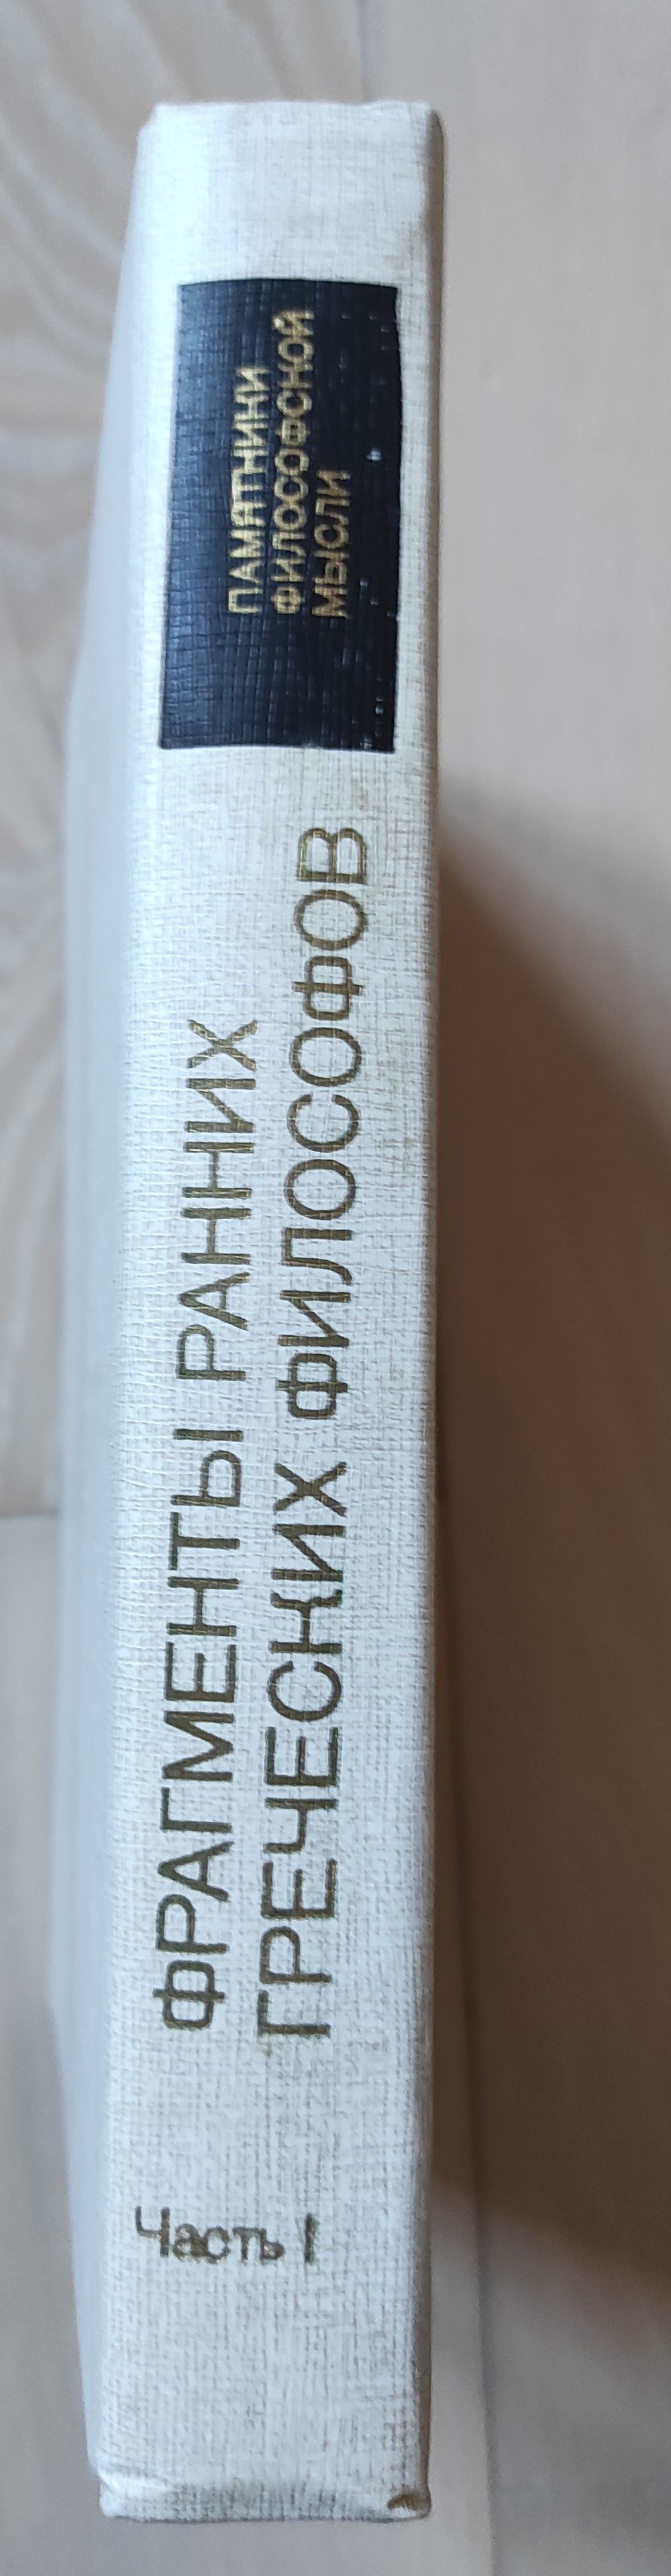 ПАМЯТНИКИ
ФИЛОСОФСКОЙ
МЫСЛИ
ФРАГМЕНТЫ РАННИХ
ГРЕЧЕСКИХ ФИЛОСОФОВ
Часть I